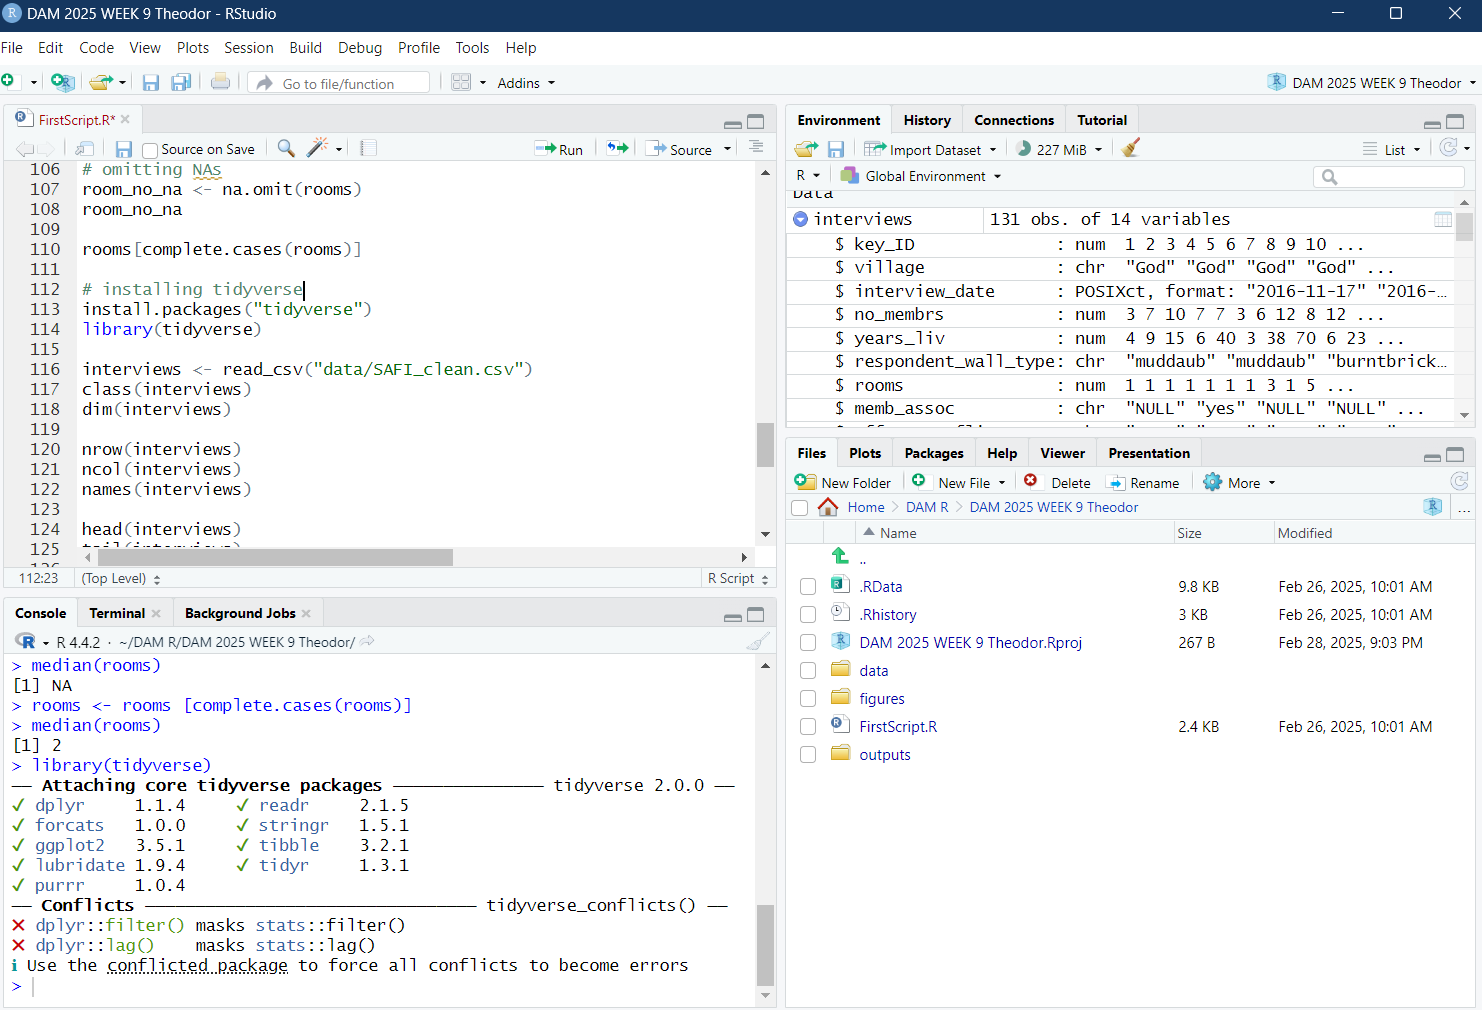 DAM 2025 WEEK 9 Theodor - RStudio
File Edit Code View Plots Session Build Debug Profile Tools Help
Go to file/function Addins DAM 2025 WEEK 9 Theodor
FirstScript.R*
Source on Save Run Source
106 # omitting NAs
107 room_no_na <- na.omit(rooms)
108 room_no_na
109
110 rooms[complete.cases(rooms)]
111
112 # installing tidyverse
113 install.packages("tidyverse")
114 library(tidyverse)
115
116 interviews <- read_csv("data/SAFI_clean.csv")
117 class(interviews)
118 dim(interviews)
119
120 nrow(interviews)
121 ncol(interviews)
122 names(interviews)
123
124 head(interviews)
125 tail(interviews)
112:23 (Top Level) R Script
Console Terminal Background Jobs
R 4.4.2 · ~/DAM R/DAM 2025 WEEK 9 Theodor/
> median(rooms)
[1] NA
> rooms <- rooms [complete.cases(rooms)]
> median(rooms)
[1] 2
> library(tidyverse)
── Attaching core tidyverse packages ─────────────── tidyverse 2.0.0 ──
✓ dplyr 1.1.4 ✓ readr 2.1.5
✓ forcats 1.0.0 ✓ stringr 1.5.1
✓ ggplot2 3.5.1 ✓ tibble 3.2.1
✓ lubridate 1.9.4 ✓ tidyr 1.3.1
✓ purrr 1.0.4
── Conflicts ───────────────────────────────── tidyverse_conflicts() ──
✕ dplyr::filter() masks stats::filter()
✕ dplyr::lag() masks stats::lag()
ℹ Use the conflicted package to force all conflicts to become errors
>
Environment History Connections Tutorial
Import Dataset 227 MiB List
R Global Environment
Data
interviews 131 obs. of 14 variables
$ key_ID : num 1 2 3 4 5 6 7 8 9 10 ...
$ village : chr "God" "God" "God" "God" ...
$ interview_date : POSIXct, format: "2016-11-17" "2016-…
$ no_membrs : num 3 7 10 7 7 3 6 12 8 12 ...
$ years_liv : num 4 9 15 6 40 3 38 70 6 23 ...
$ respondent_wall_type: chr "muddaub" "muddaub" "burntbrick…
$ rooms : num 1 1 1 1 1 1 1 3 1 5 ...
$ memb_assoc : chr "NULL" "yes" "NULL" "NULL" ...
Files Plots Packages Help Viewer Presentation
New Folder New File Delete Rename More
Home DAM R DAM 2025 WEEK 9 Theodor ...
Name Size Modified
..
.RData 9.8 KB Feb 26, 2025, 10:01 AM
.Rhistory 3 KB Feb 26, 2025, 10:01 AM
DAM 2025 WEEK 9 Theodor.Rproj 267 B Feb 28, 2025, 9:03 PM
data
figures
FirstScript.R 2.4 KB Feb 26, 2025, 10:01 AM
outputs